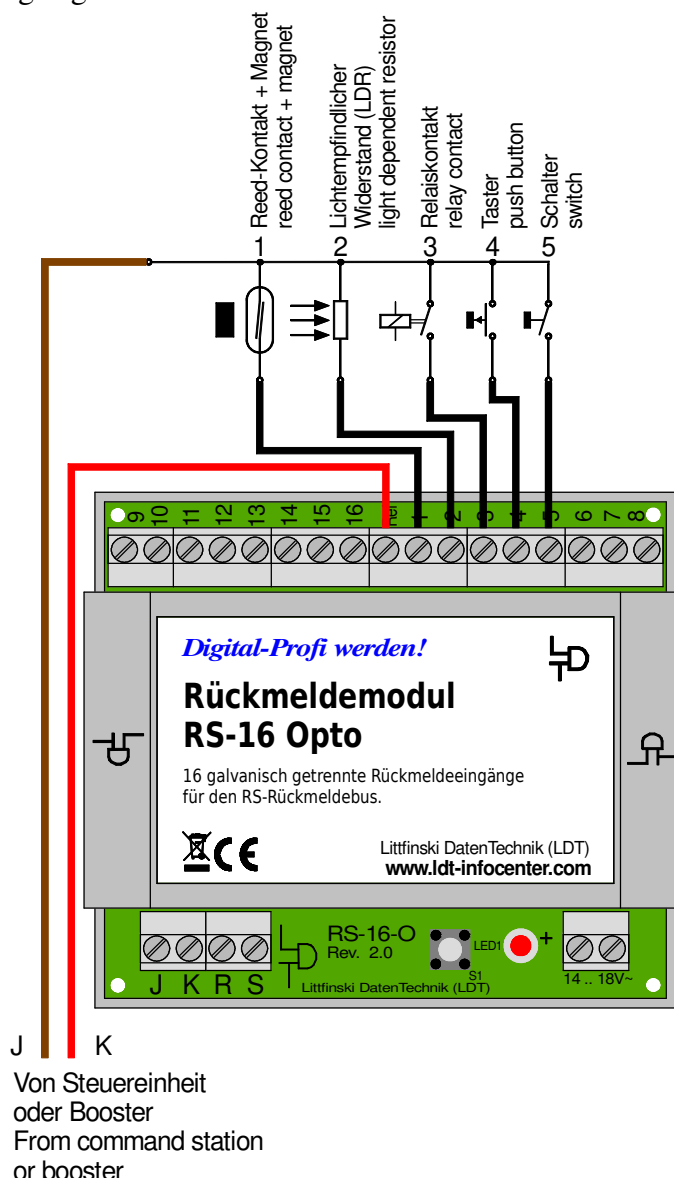 Reed-Kontakt + Magnet
reed contact + magnet
Lichtempfindlicher
Widerstand (LDR)
light dependent resistor
Relaiskontakt
relay contact
Taster
push button
Schalter
switch
1 2 3 4 5
9 10 11 12 13 14 15 16 1 2 3 4 5 6 7 8
Digital-Profi werden!
Rückmeldemodul
RS-16 Opto
16 galvanisch getrennte Rückmeldeeingänge
für den RS-Rückmeldebus.
CE
Littfinski DatenTechnik (LDT)
www.ldt-infocenter.com
RS-16-O
Rev. 2.0
LED1
+
S1
J K R S
Littfinski DatenTechnik (LDT)
14 .. 18V~
J K
Von Steuereinheit
oder Booster
From command station
or booster